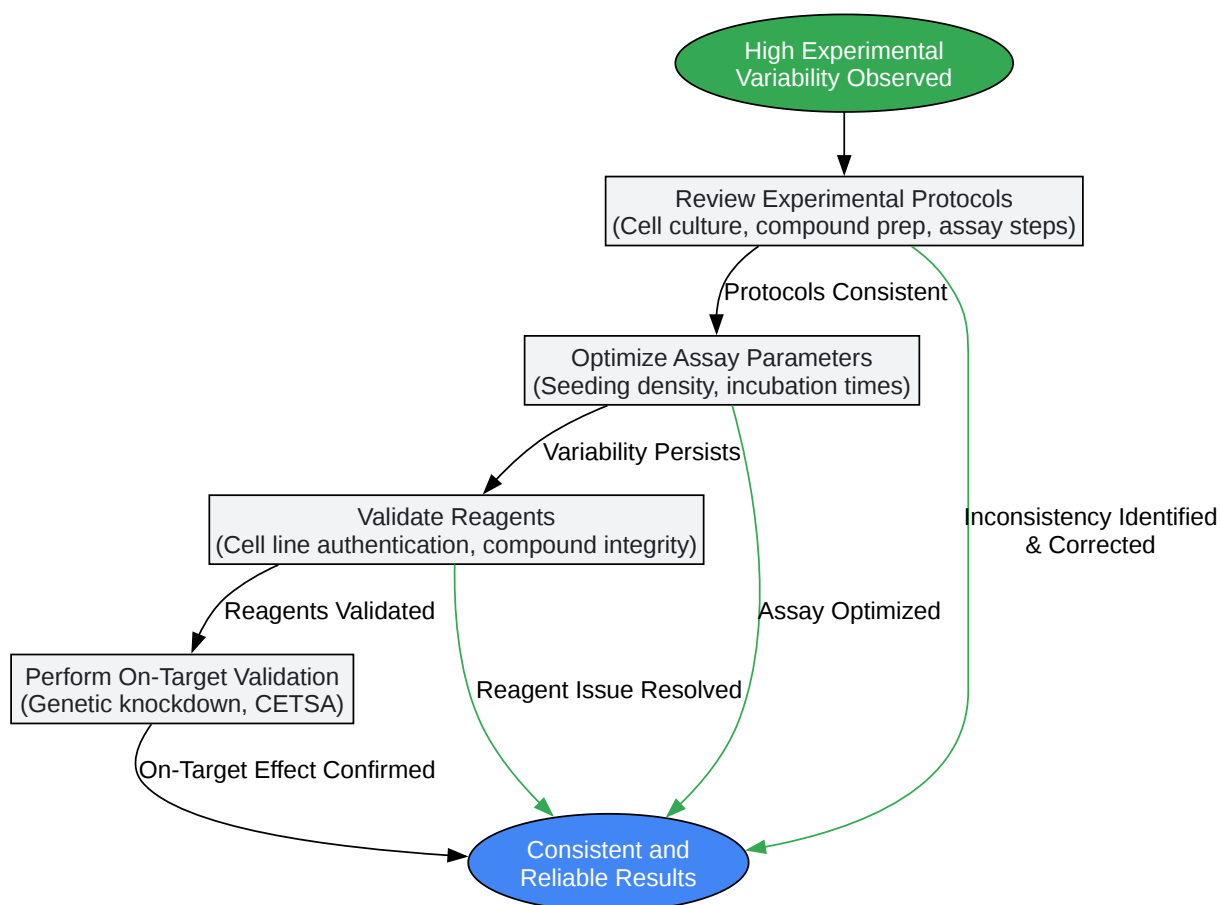 High Experimental
Variability Observed
Review Experimental Protocols
(Cell culture, compound prep, assay steps)
Protocols Consistent
Optimize Assay Parameters
(Seeding density, incubation times)
Variability Persists
Validate Reagents
(Cell line authentication, compound integrity)
Inconsistency Identified
& Corrected
Reagents Validated
Assay Optimized
Perform On-Target Validation
(Genetic knockdown, CETSA)
Reagent Issue Resolved
On-Target Effect Confirmed
Consistent and
Reliable Results